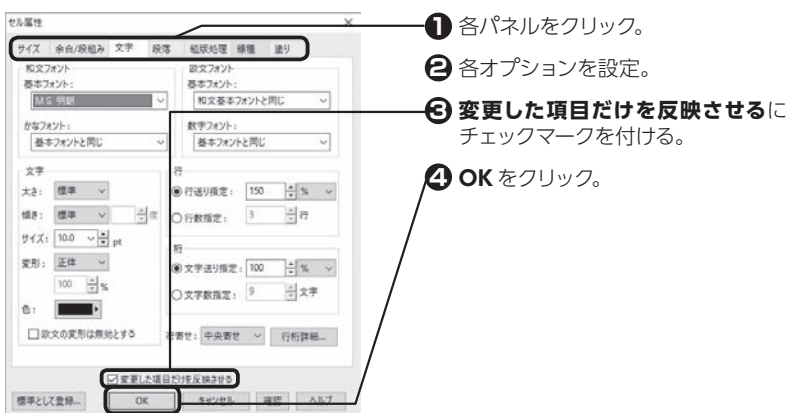 セル属性
サイズ 余白/段組み 文字 段落 組版処理 線種 塗り
和文フォント
基本フォント:
ＭＳ 明朝
かなフォント:
基本フォントと同じ
欧文フォント
基本フォント:
和文基本フォントと同じ
数字フォント:
基本フォントと同じ
文字
太さ: 標準
傾き: 標準 度
サイズ: 10.0 pt
変形: 正体
100 %
色:
欧文の変形は無効とする
行
行送り指定: 150 %
行数指定: 3 行
桁
文字送り指定: 100 %
文字数指定: 9 文字
行寄せ: 中央寄せ 行桁詳細...
変更した項目だけを反映させる
標準として登録... OK キャンセル 確認 ヘルプ
❶ 各パネルをクリック。
❷ 各オプションを設定。
❸ 変更した項目だけを反映させるに
チェックマークを付ける。
❹ OK をクリック。